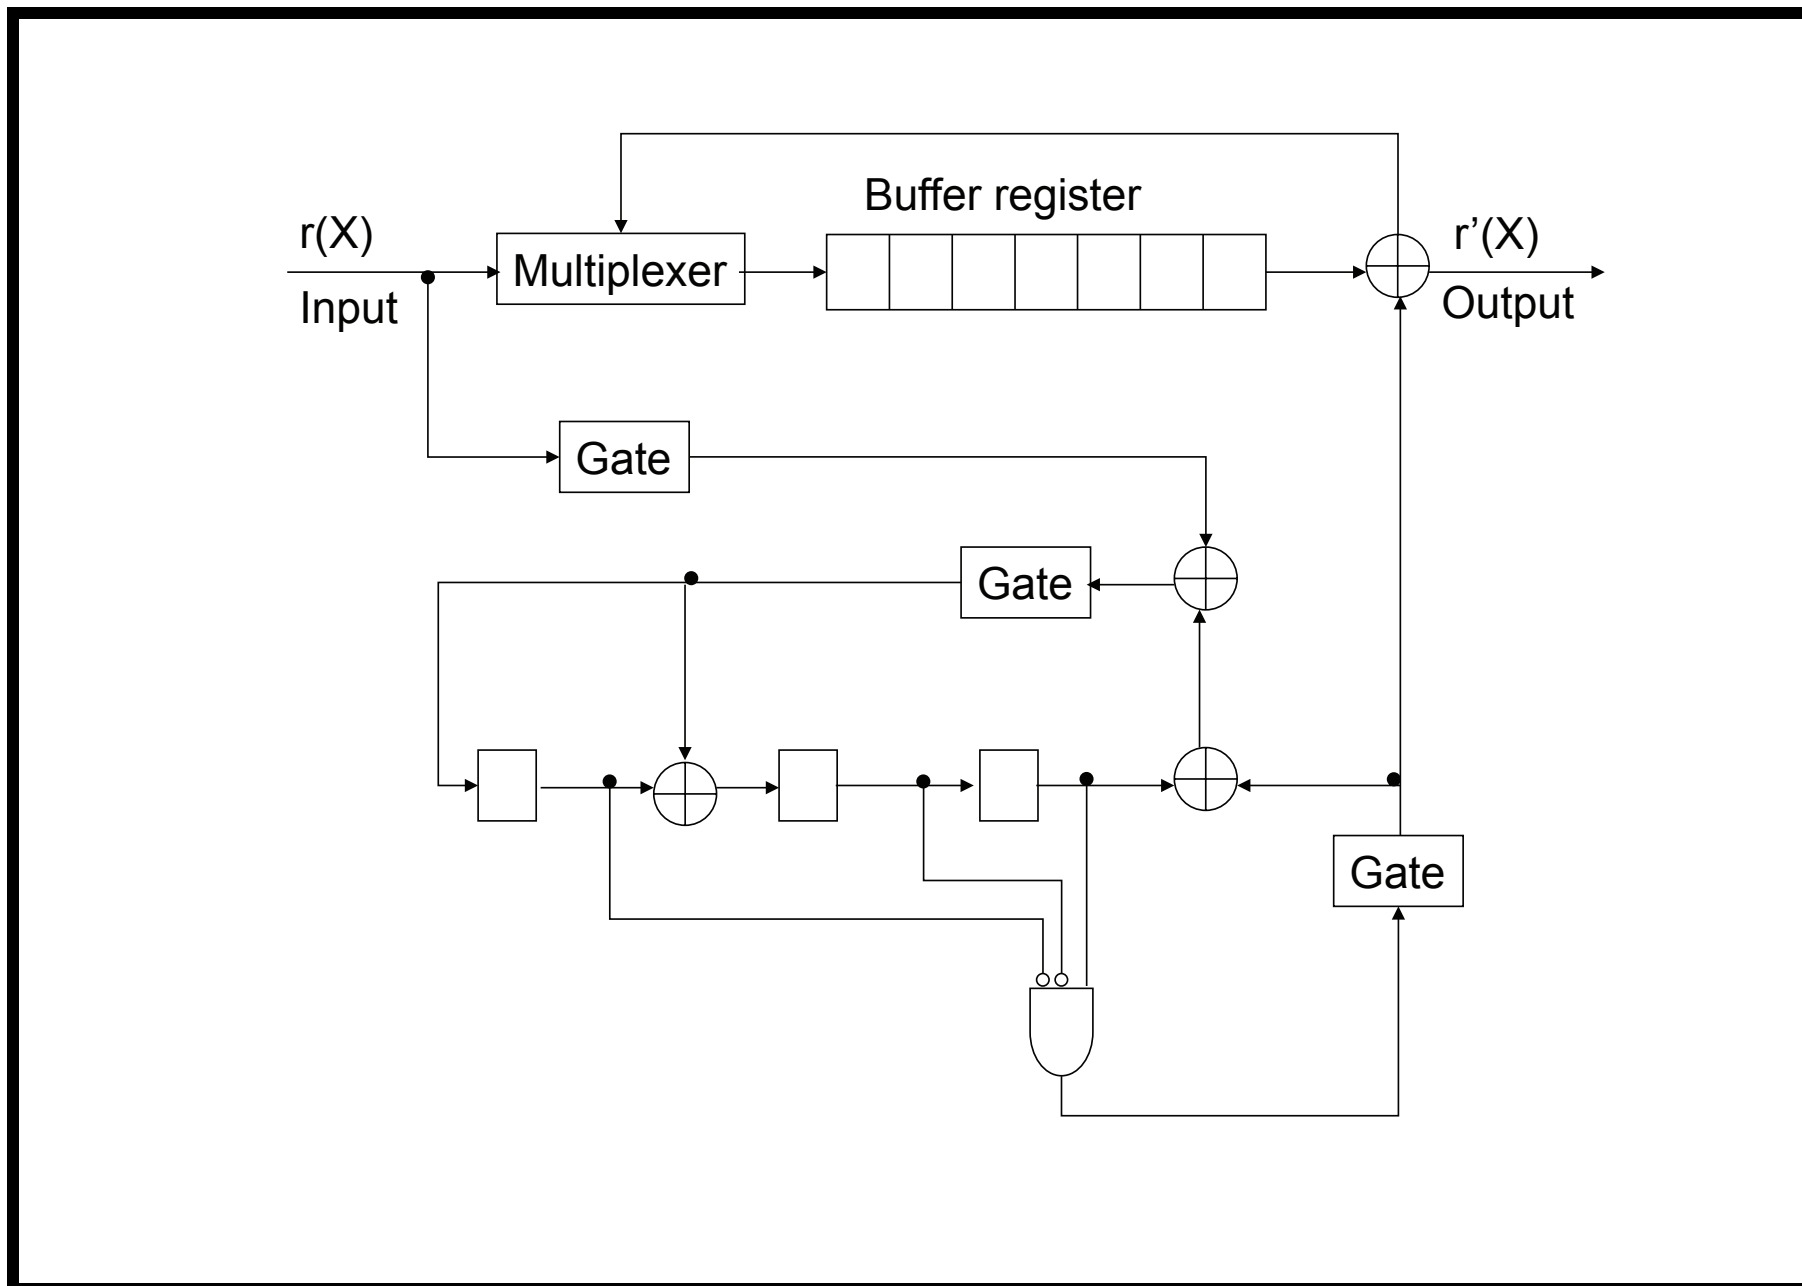 Buffer register
r(X)
r’(X)
Multiplexer
Input
Output
Gate
Gate
Gate